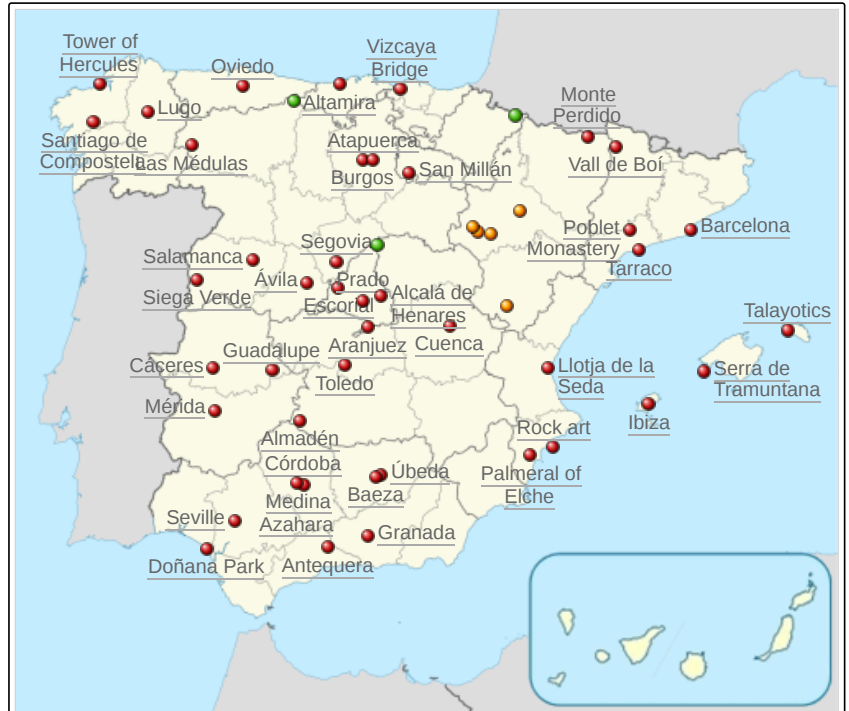 Tower of
Hercules
Oviedo
Vizcaya
Bridge
Lugo
Altamira
Monte
Perdido
Santiago de
Compostela
Las Médulas
Atapuerca
Burgos
San Millán
Vall de Boí
Salamanca
Siega Verde
Segovia
Ávila
Prado
Escorial
Alcalá de
Henares
Poblet
Monastery
Barcelona
Tarraco
Aranjuez
Cuenca
Talayotics
Cáceres
Guadalupe
Toledo
Llotja de la
Seda
Serra de
Tramuntana
Mérida
Ibiza
Almadén
Rock art
Córdoba
Medina
Azahara
Úbeda
Baeza
Palmeral of
Elche
Seville
Granada
Doñana Park
Antequera